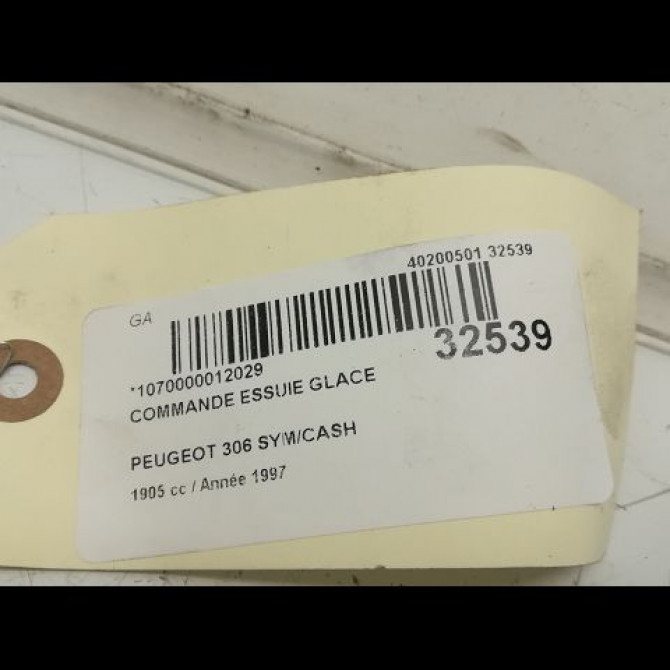 40200501 32539
GA
32539
*1070000012029
COMMANDE ESSUIE GLACE
PEUGEOT 306 SYM/CASH
1905 cc / Année 1997